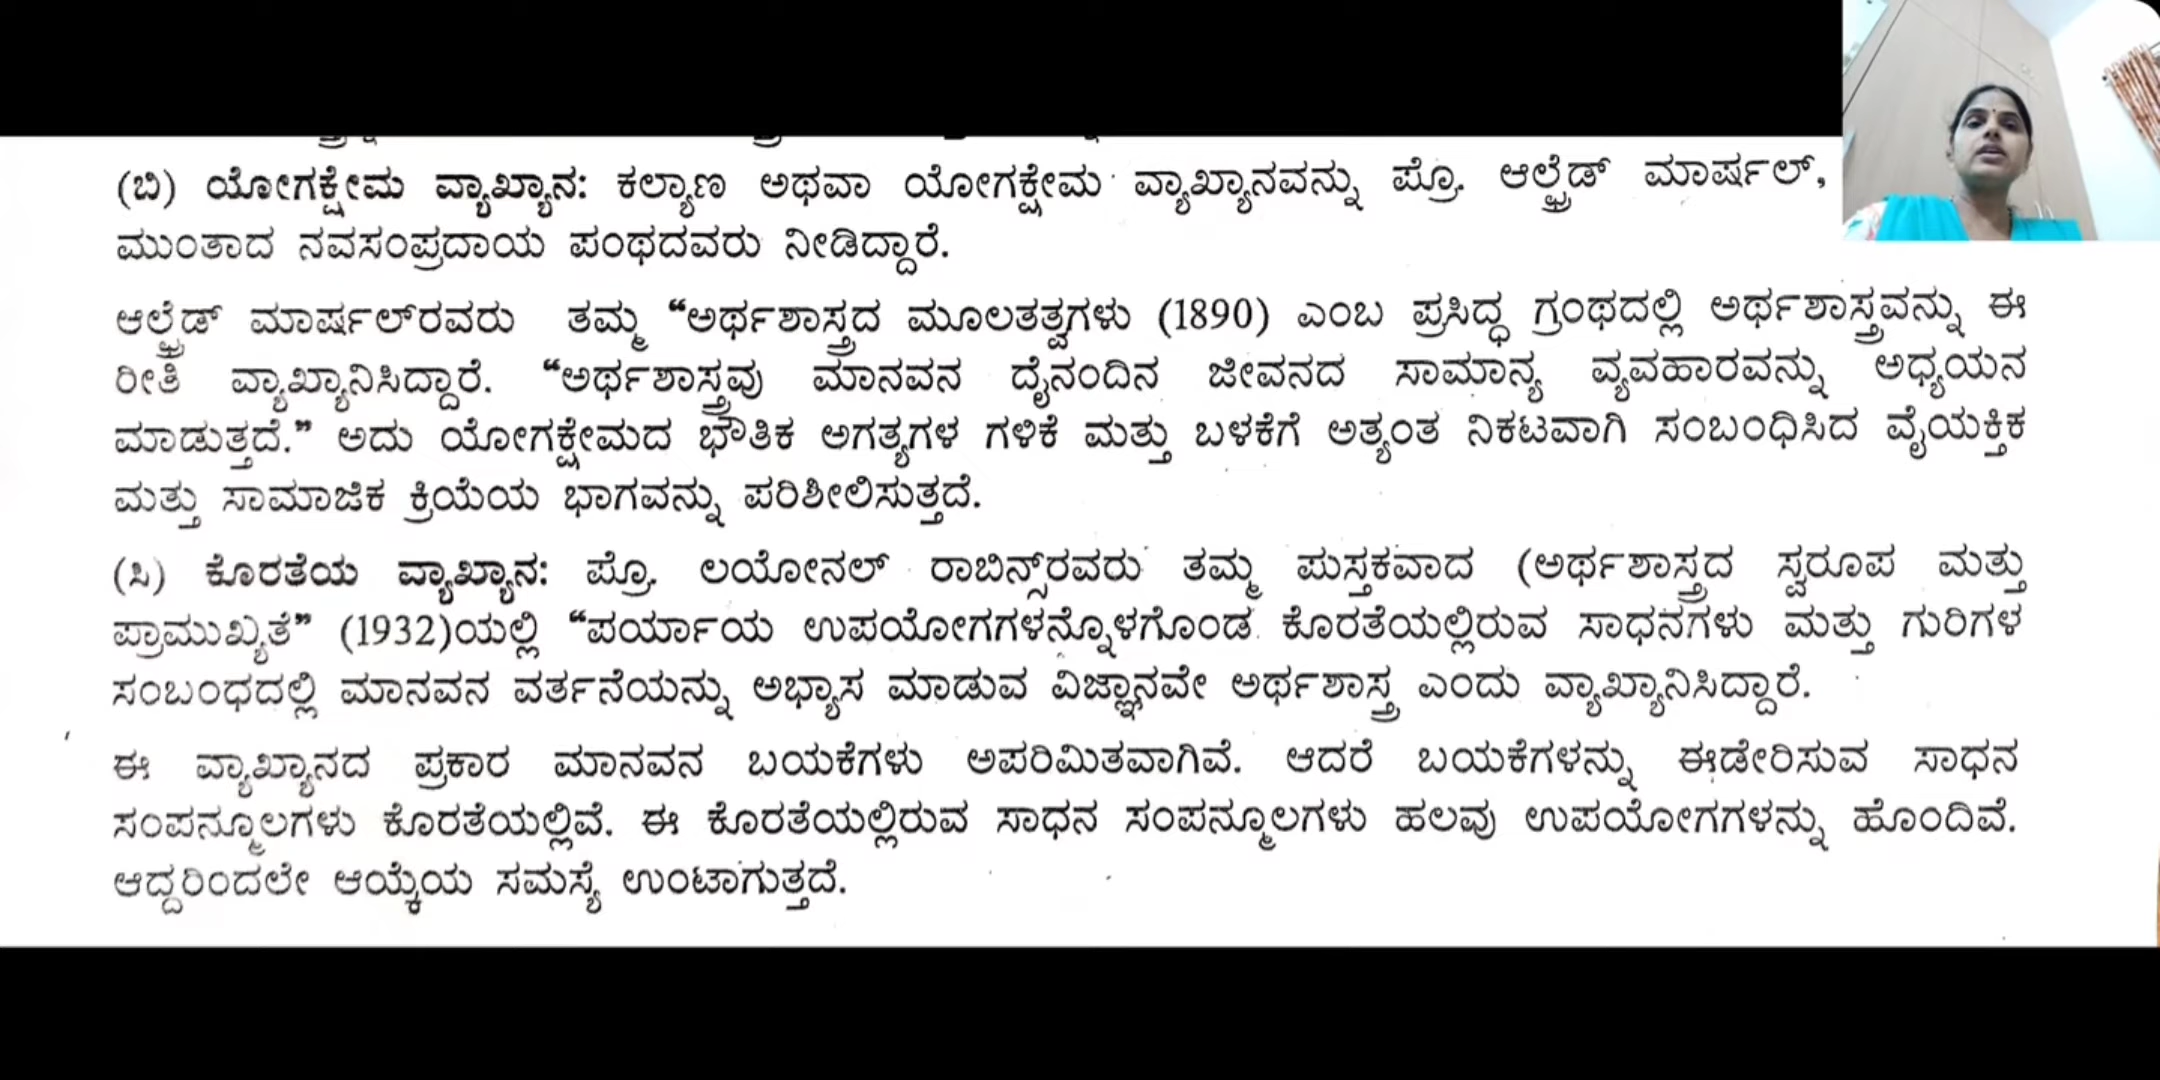 (ಬಿ) ಯೋಗಕ್ಷೇಮ ವ್ಯಾಖ್ಯಾನ: ಕಲ್ಯಾಣ ಅಥವಾ ಯೋಗಕ್ಷೇಮ ವ್ಯಾಖ್ಯಾನವನ್ನು ಪ್ರೊ. ಆಲ್ಫ್ರೆಡ್ ಮಾರ್ಷಲ್,
ಮುಂತಾದ ನವಸಂಪ್ರದಾಯ ಪಂಥದವರು ನೀಡಿದ್ದಾರೆ.
ಆಲ್ಫ್ರೆಡ್ ಮಾರ್ಷಲ್‌ರವರು ತಮ್ಮ “ಅರ್ಥಶಾಸ್ತ್ರದ ಮೂಲತತ್ವಗಳು (1890) ಎಂಬ ಪ್ರಸಿದ್ಧ ಗ್ರಂಥದಲ್ಲಿ ಅರ್ಥಶಾಸ್ತ್ರವನ್ನು ಈ
ರೀತಿ ವ್ಯಾಖ್ಯಾನಿಸಿದ್ದಾರೆ. “ಅರ್ಥಶಾಸ್ತ್ರವು ಮಾನವನ ದೈನಂದಿನ ಜೀವನದ ಸಾಮಾನ್ಯ ವ್ಯವಹಾರವನ್ನು ಅಧ್ಯಯನ
ಮಾಡುತ್ತದೆ.” ಅದು ಯೋಗಕ್ಷೇಮದ ಭೌತಿಕ ಅಗತ್ಯಗಳ ಗಳಿಕೆ ಮತ್ತು ಬಳಕೆಗೆ ಅತ್ಯಂತ ನಿಕಟವಾಗಿ ಸಂಬಂಧಿಸಿದ ವೈಯಕ್ತಿಕ
ಮತ್ತು ಸಾಮಾಜಿಕ ಕ್ರಿಯೆಯ ಭಾಗವನ್ನು ಪರಿಶೀಲಿಸುತ್ತದೆ.
(ಸಿ) ಕೊರತೆಯ ವ್ಯಾಖ್ಯಾನ: ಪ್ರೊ. ಲಯೋನಲ್ ರಾಬಿನ್ಸ್‌ರವರು ತಮ್ಮ ಪುಸ್ತಕವಾದ (ಅರ್ಥಶಾಸ್ತ್ರದ ಸ್ವರೂಪ ಮತ್ತು
ಪ್ರಾಮುಖ್ಯತೆ” (1932)ಯಲ್ಲಿ “ಪರ್ಯಾಯ ಉಪಯೋಗಗಳನ್ನೊಳಗೊಂಡ ಕೊರತೆಯಲ್ಲಿರುವ ಸಾಧನಗಳು ಮತ್ತು ಗುರಿಗಳ
ಸಂಬಂಧದಲ್ಲಿ ಮಾನವನ ವರ್ತನೆಯನ್ನು ಅಭ್ಯಾಸ ಮಾಡುವ ವಿಜ್ಞಾನವೇ ಅರ್ಥಶಾಸ್ತ್ರ ಎಂದು ವ್ಯಾಖ್ಯಾನಿಸಿದ್ದಾರೆ.
ಈ ವ್ಯಾಖ್ಯಾನದ ಪ್ರಕಾರ ಮಾನವನ ಬಯಕೆಗಳು ಅಪರಿಮಿತವಾಗಿವೆ. ಆದರೆ ಬಯಕೆಗಳನ್ನು ಈಡೇರಿಸುವ ಸಾಧನ
ಸಂಪನ್ಮೂಲಗಳು ಕೊರತೆಯಲ್ಲಿವೆ. ಈ ಕೊರತೆಯಲ್ಲಿರುವ ಸಾಧನ ಸಂಪನ್ಮೂಲಗಳು ಹಲವು ಉಪಯೋಗಗಳನ್ನು ಹೊಂದಿವೆ.
ಆದ್ದರಿಂದಲೇ ಆಯ್ಕೆಯ ಸಮಸ್ಯೆ ಉಂಟಾಗುತ್ತದೆ.